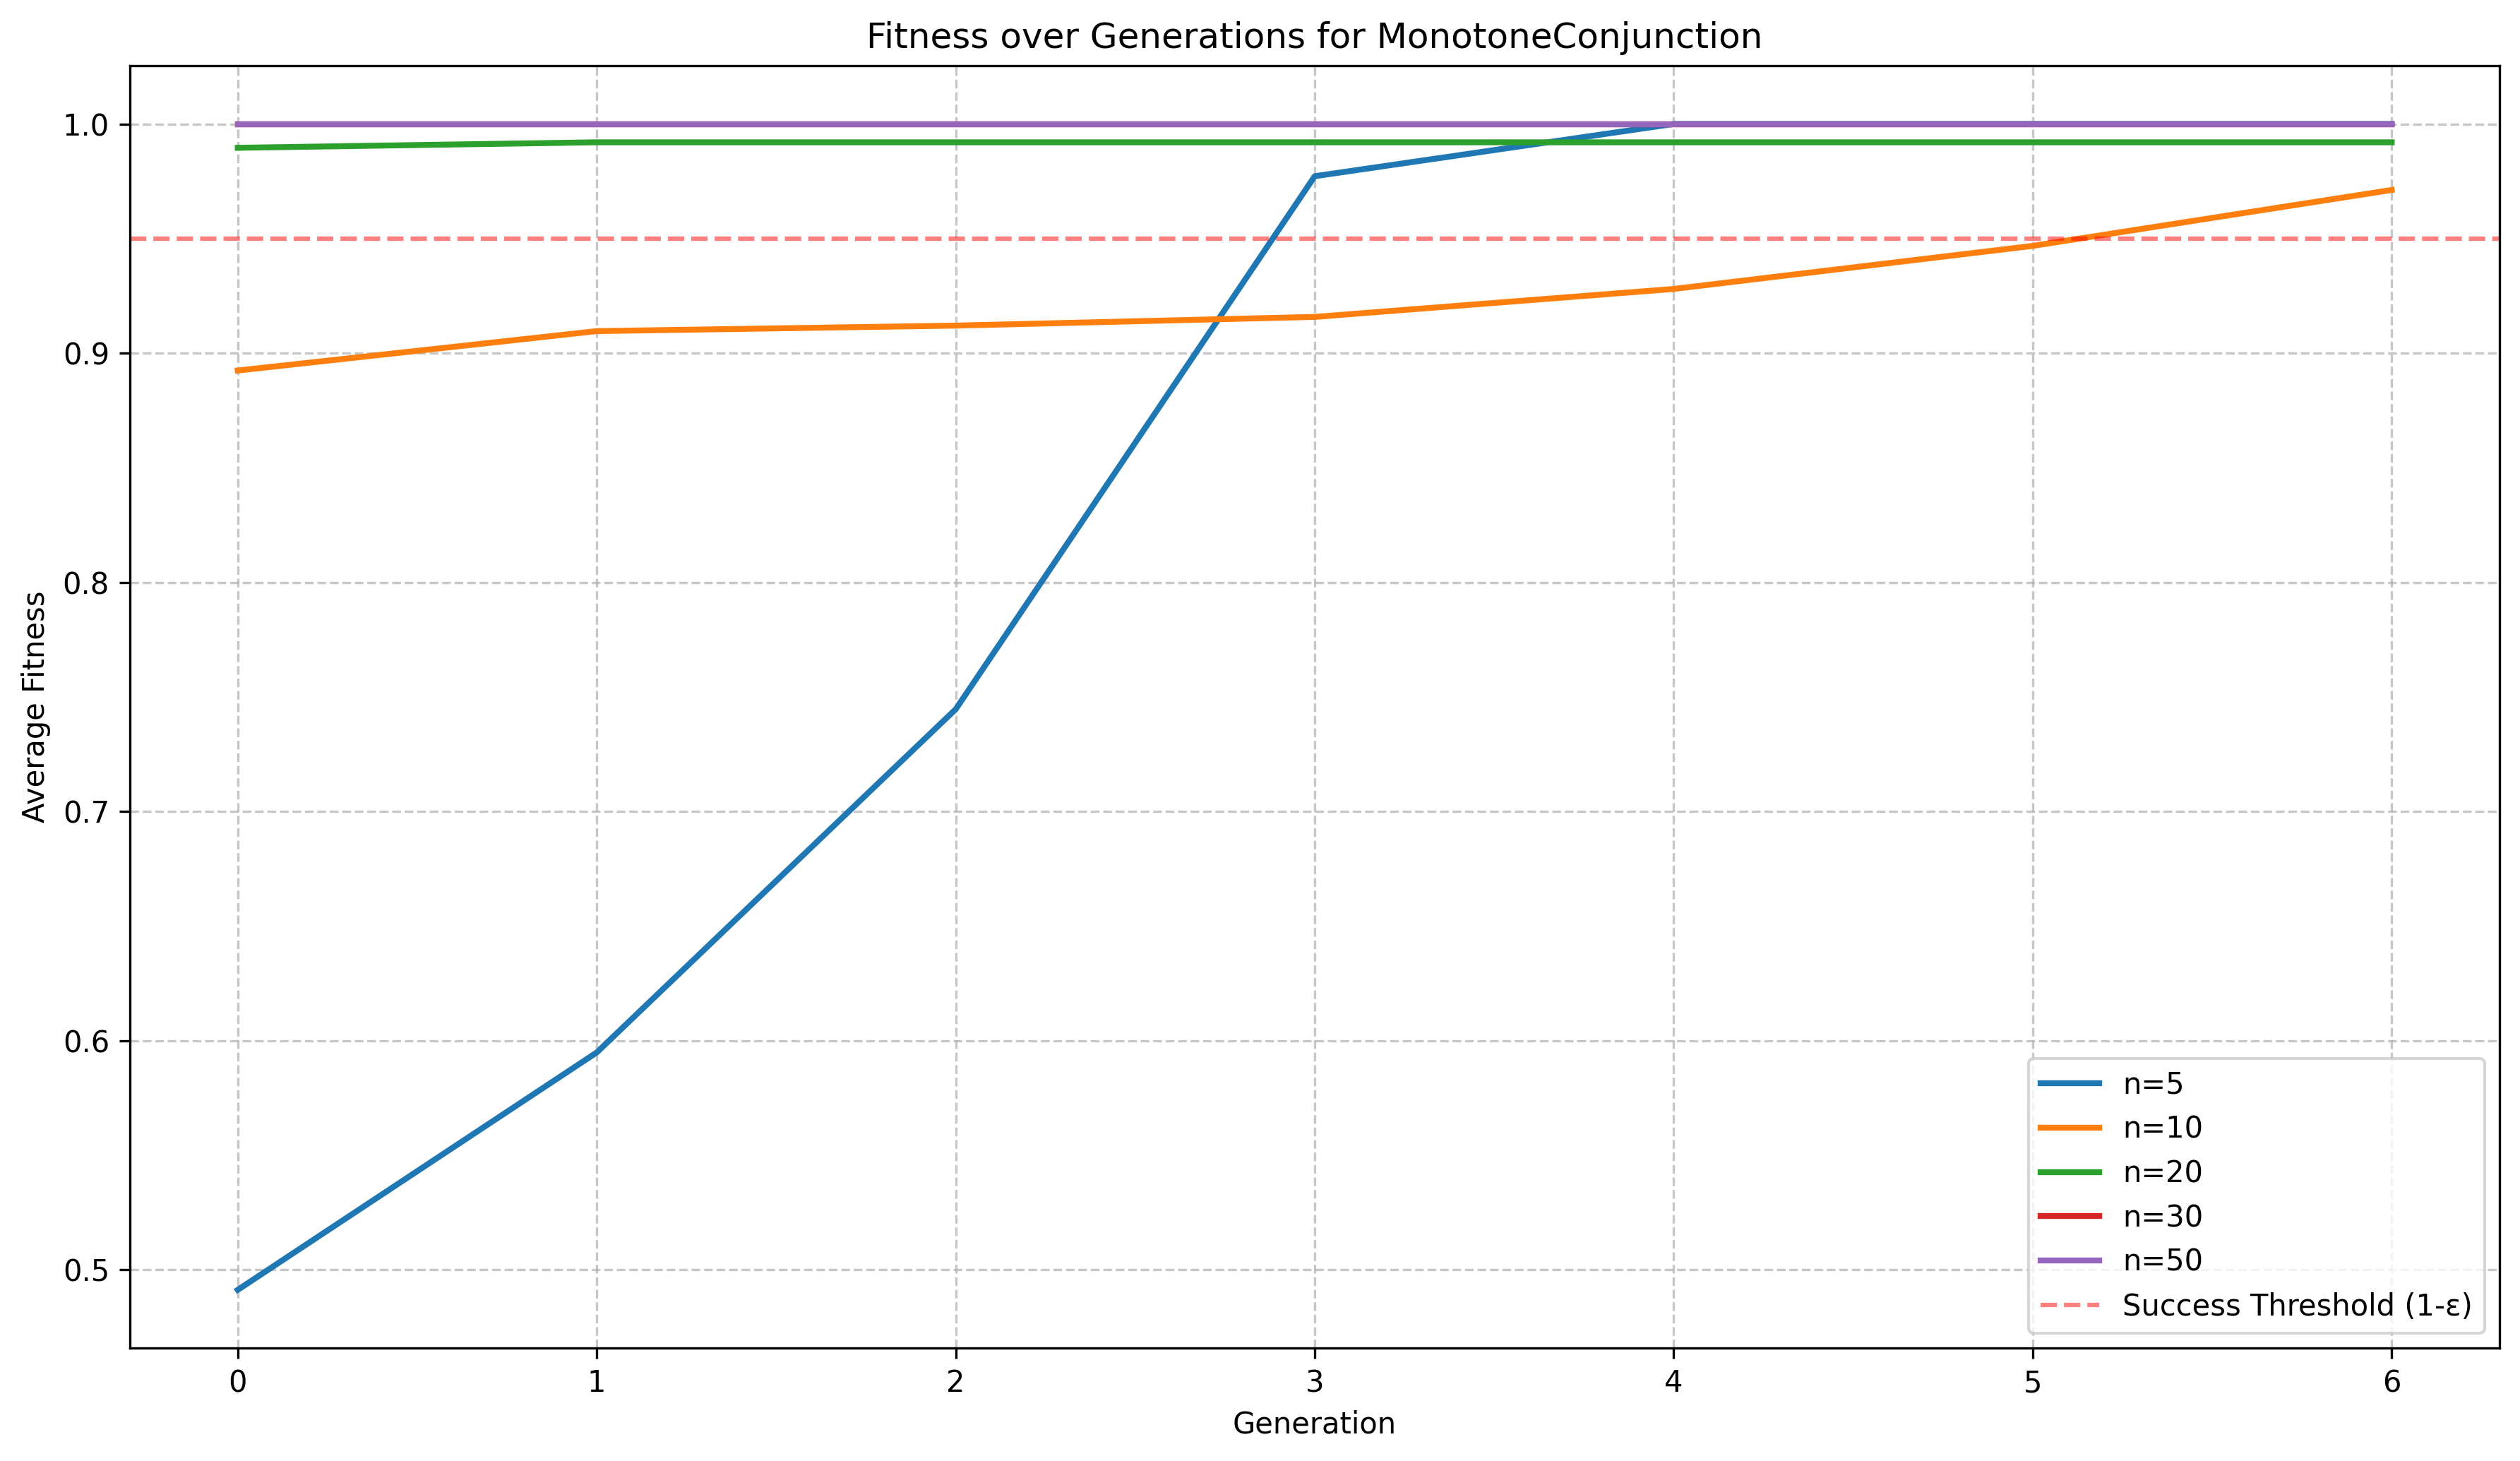 Fitness over Generations for MonotoneConjunction
1.0
0.9
0.8
0.7
0.6
0.5
Average Fitness
0 1 2 3 4 5 6
Generation
n=5
n=10
n=20
n=30
n=50
Success Threshold (1-ε)